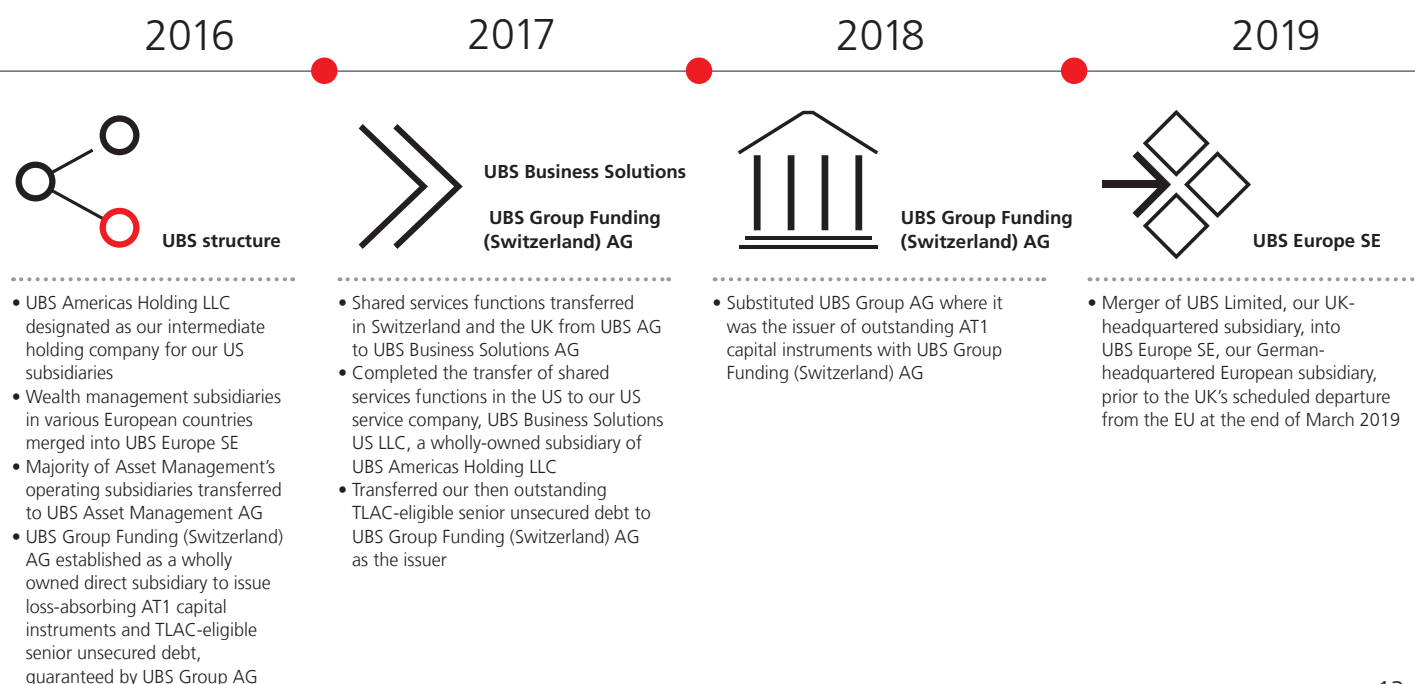 2016
2017
2018
2019
UBS structure
• UBS Americas Holding LLC
designated as our intermediate
holding company for our US
subsidiaries
• Wealth management subsidiaries
in various European countries
merged into UBS Europe SE
• Majority of Asset Management’s
operating subsidiaries transferred
to UBS Asset Management AG
• UBS Group Funding (Switzerland)
AG established as a wholly
owned direct subsidiary to issue
loss-absorbing AT1 capital
instruments and TLAC-eligible
senior unsecured debt,
guaranteed by UBS Group AG
UBS Business Solutions
UBS Group Funding
(Switzerland) AG
• Shared services functions transferred
in Switzerland and the UK from UBS AG
to UBS Business Solutions AG
• Completed the transfer of shared
services functions in the US to our US
service company, UBS Business Solutions
US LLC, a wholly-owned subsidiary of
UBS Americas Holding LLC
• Transferred our then outstanding
TLAC-eligible senior unsecured debt to
UBS Group Funding (Switzerland) AG
as the issuer
UBS Group Funding
(Switzerland) AG
• Substituted UBS Group AG where it
was the issuer of outstanding AT1
capital instruments with UBS Group
Funding (Switzerland) AG
UBS Europe SE
• Merger of UBS Limited, our UK-
headquartered subsidiary, into
UBS Europe SE, our German-
headquartered European subsidiary,
prior to the UK’s scheduled departure
from the EU at the end of March 2019